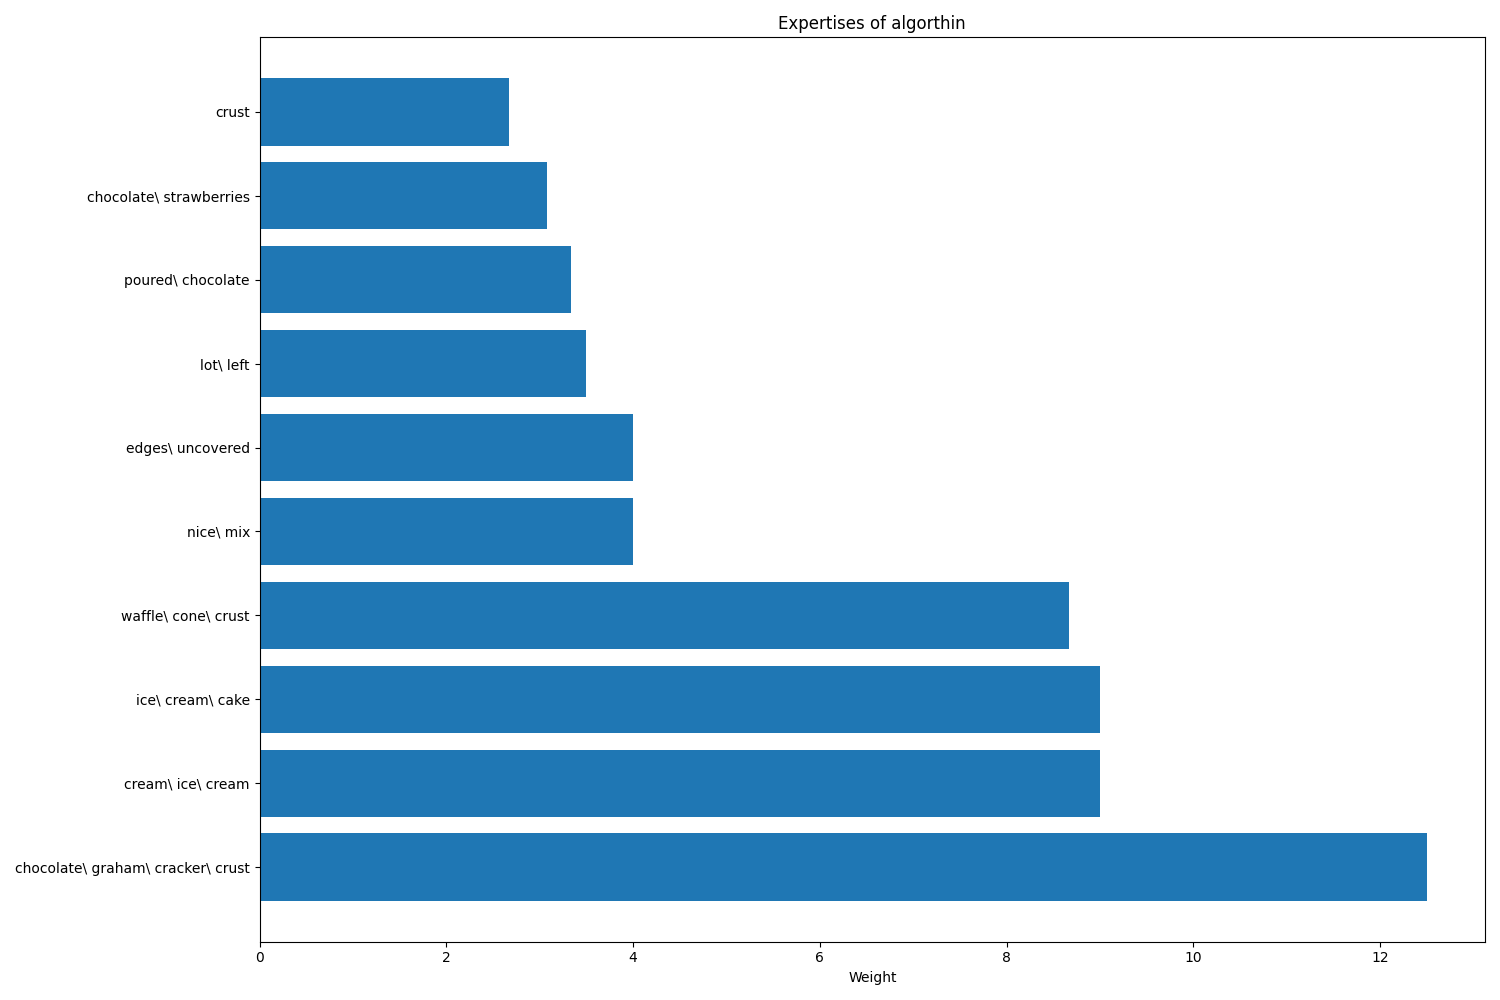 Expertises of algorthin
crust
chocolate\ strawberries
poured\ chocolate
lot\ left
edges\ uncovered
nice\ mix
waffle\ cone\ crust
ice\ cream\ cake
cream\ ice\ cream
chocolate\ graham\ cracker\ crust
0 2 4 6 8 10 12
Weight